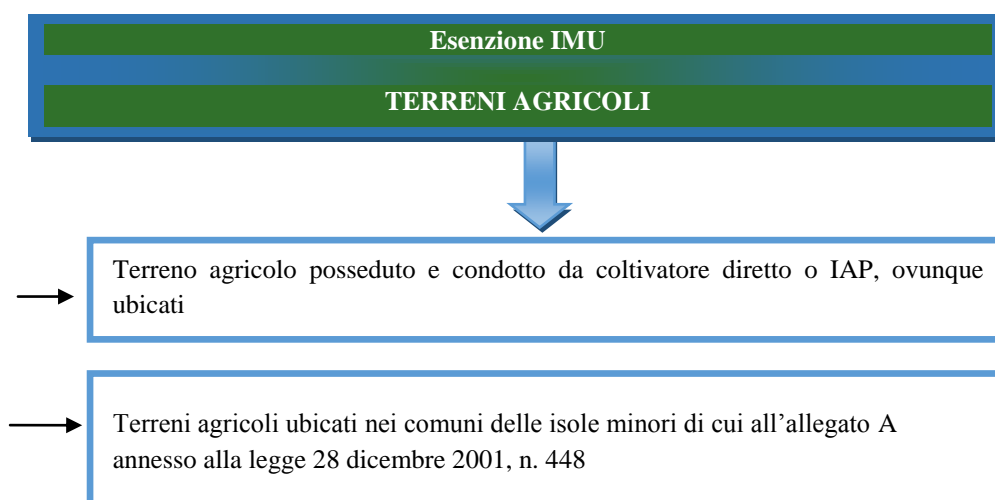 Esenzione IMU
TERRENI AGRICOLI
Terreno agricolo posseduto e condotto da coltivatore diretto o IAP, ovunque
ubicati
Terreni agricoli ubicati nei comuni delle isole minori di cui all’allegato A
annesso alla legge 28 dicembre 2001, n. 448